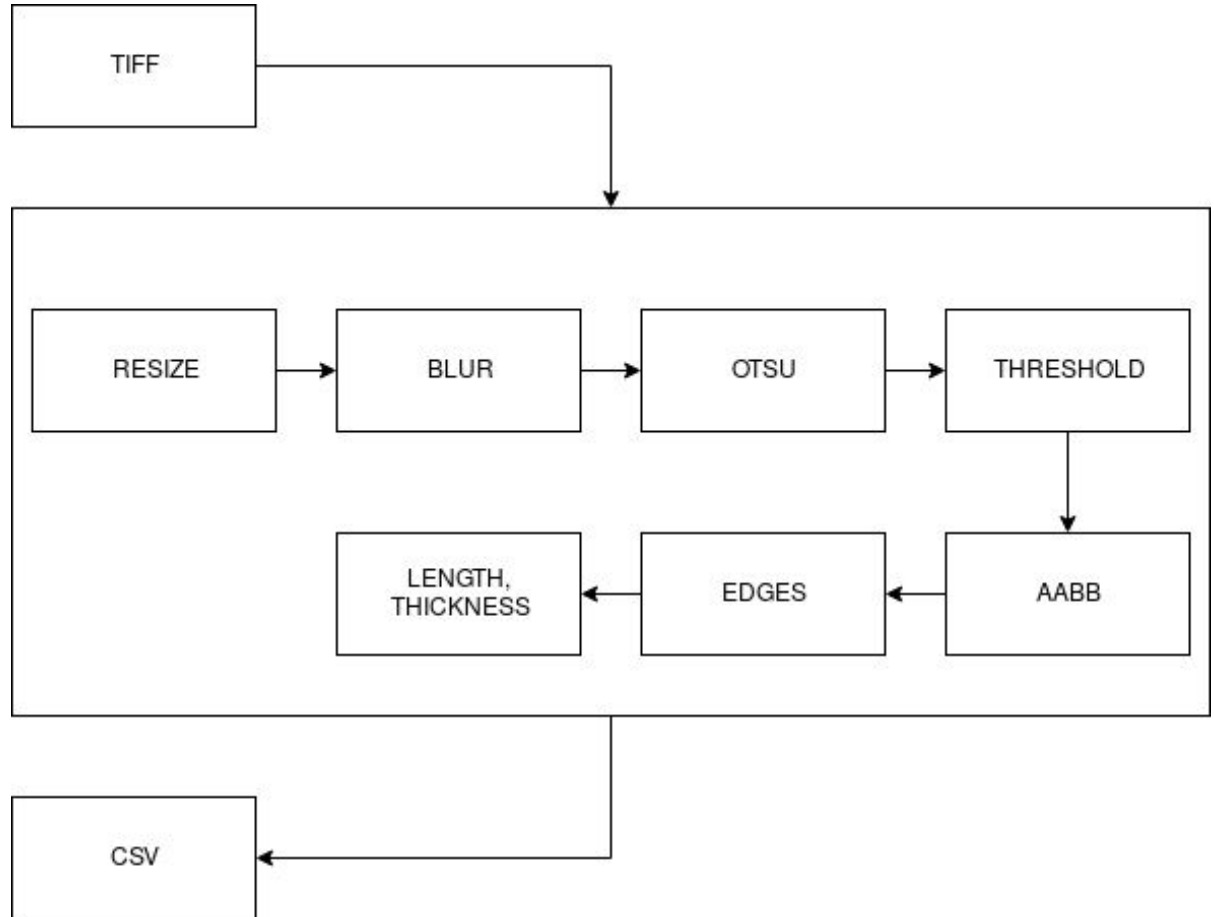 TIFF
RESIZE
BLUR
OTSU
THRESHOLD
LENGTH,
THICKNESS
EDGES
AABB
CSV